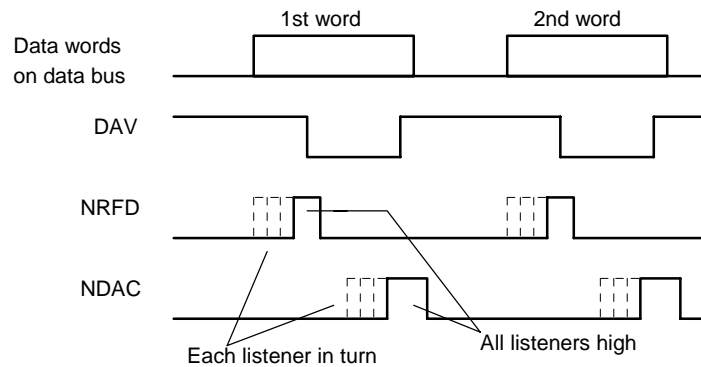 1st word
2nd word
Data words
on data bus
DAV
NRFD
NDAC
Each listener in turn
All listeners high